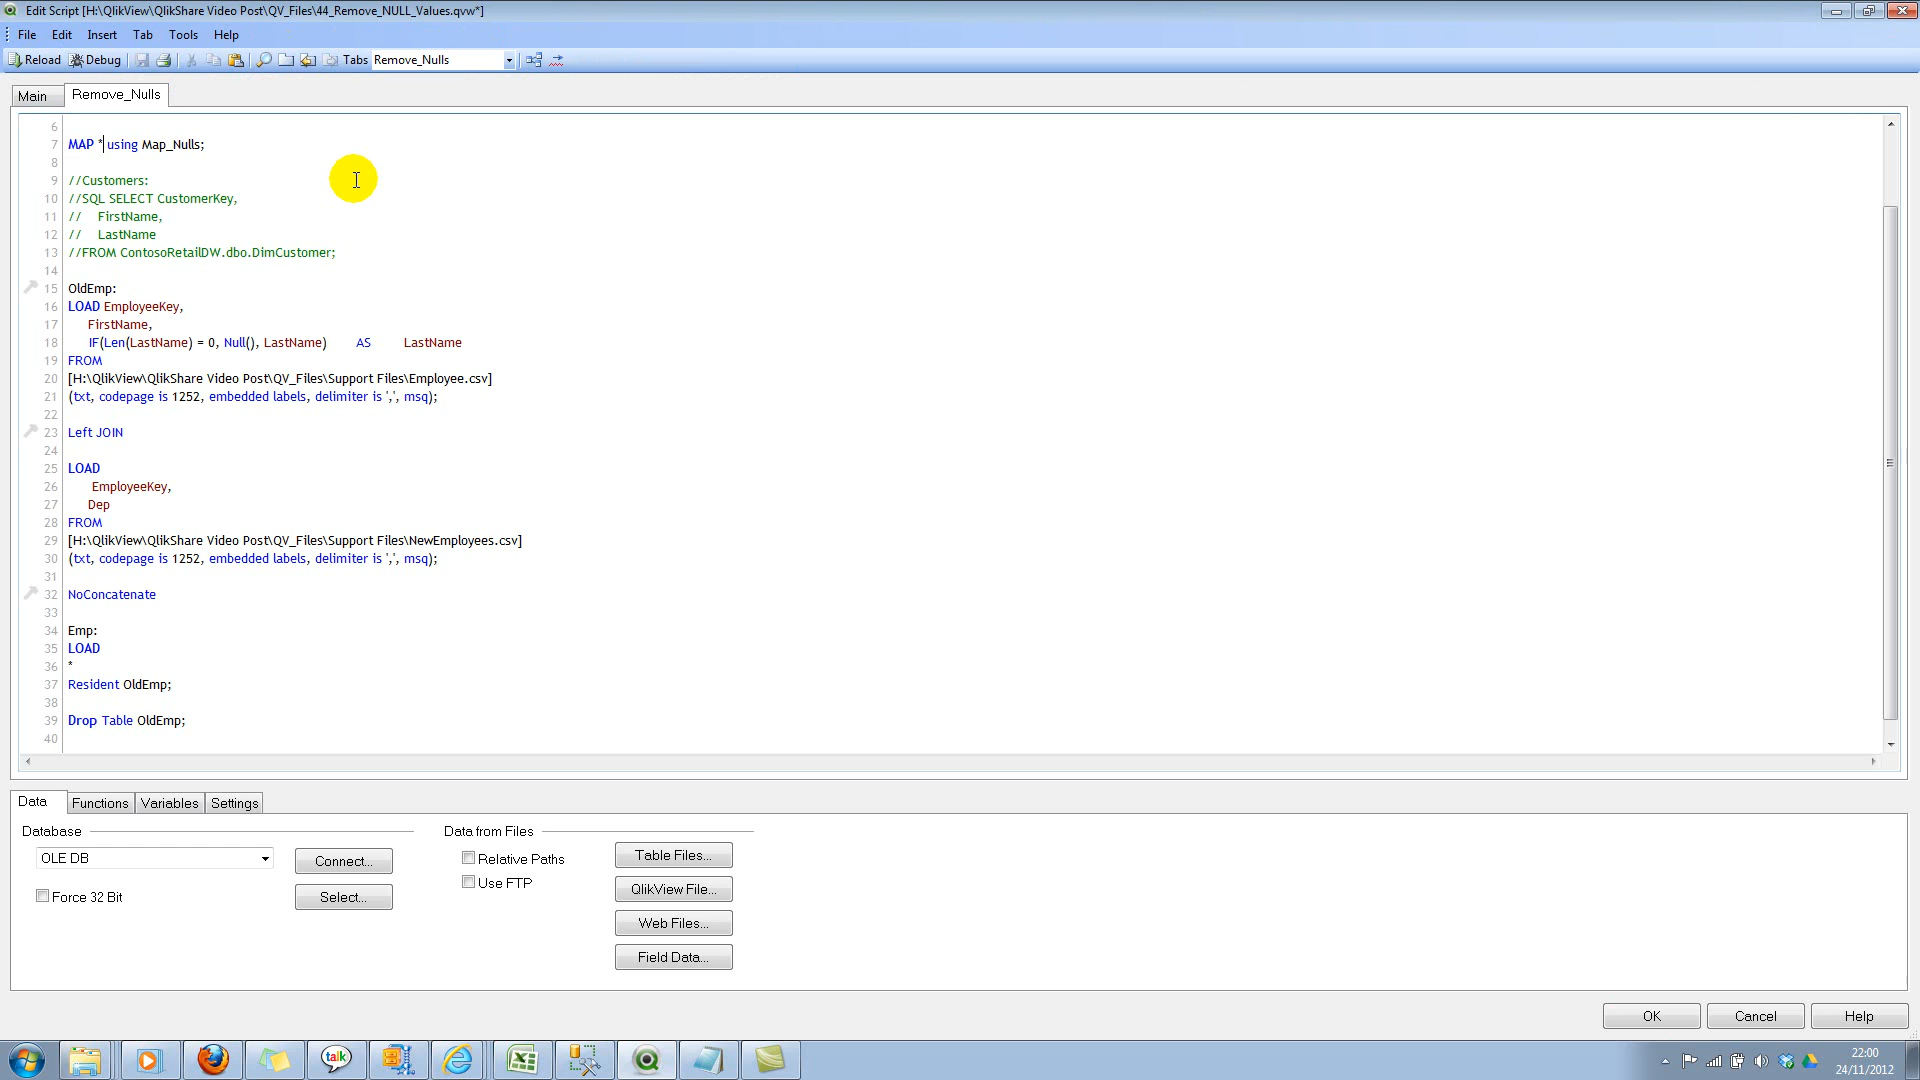 Edit Script [H:\QlikView\QlikShare Video Post\QV_Files\44_Remove_NULL_Values.qvw*]
File Edit Insert Tab Tools Help
Reload Debug Tabs Remove_Nulls
Main Remove_Nulls
6
7 MAP * using Map_Nulls;
8
9 //Customers:
10 //SQL SELECT CustomerKey,
11 // FirstName,
12 // LastName
13 //FROM ContosoRetailDW.dbo.DimCustomer;
14
15 OldEmp:
16 LOAD EmployeeKey,
17 FirstName,
18 IF(Len(LastName) = 0, Null(), LastName) AS LastName
19 FROM
20 [H:\QlikView\QlikShare Video Post\QV_Files\Support Files\Employee.csv]
21 (txt, codepage is 1252, embedded labels, delimiter is ',', msq);
22
23 Left JOIN
24
25 LOAD
26 EmployeeKey,
27 Dep
28 FROM
29 [H:\QlikView\QlikShare Video Post\QV_Files\Support Files\NewEmployees.csv]
30 (txt, codepage is 1252, embedded labels, delimiter is ',', msq);
31
32 NoConcatenate
33
34 Emp:
35 LOAD
36 *
37 Resident OldEmp;
38
39 Drop Table OldEmp;
40
Data Functions Variables Settings
Database Data from Files
OLE DB Connect... Relative Paths Table Files...
Use FTP QlikView File...
Force 32 Bit Select...
Web Files...
Field Data...
OK Cancel Help
talk
22:00
24/11/2012